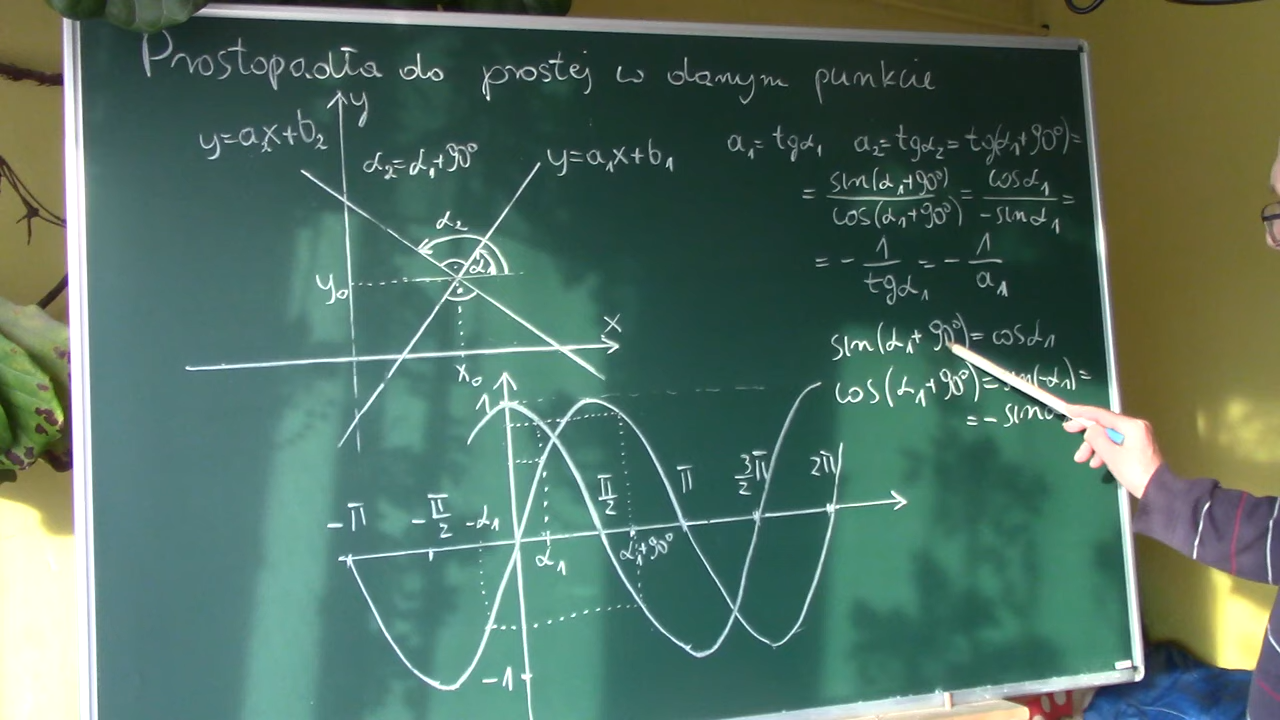 Prostopadła do prostej w danym punkcie
y
y=a₂x+b₂
α₂=α₁+90°
y=a₁x+b₁
α₂
α₁
y₀
x
x₀
a₁=tgα₁ a₂=tgα₂=tg(α₁+90°)=
= sin(α₁+90°)/cos(α₁+90°) = cosα₁/-sinα₁ =
= - 1/tgα₁ = - 1/a₁
sin(α₁+90°)=cosα₁
cos(α₁+90°)=sin(-α₁)=
=-sinα
1
-π
-π/2
-α₁
α₁
π/2
α₁+90°
π
3/2π
2π
-1